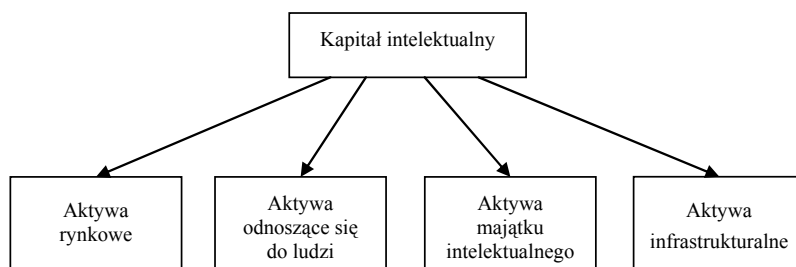 Kapitał intelektualny
Aktywa
rynkowe
Aktywa
odnoszące się
do ludzi
Aktywa
majątku
intelektualnego
Aktywa
infrastrukturalne